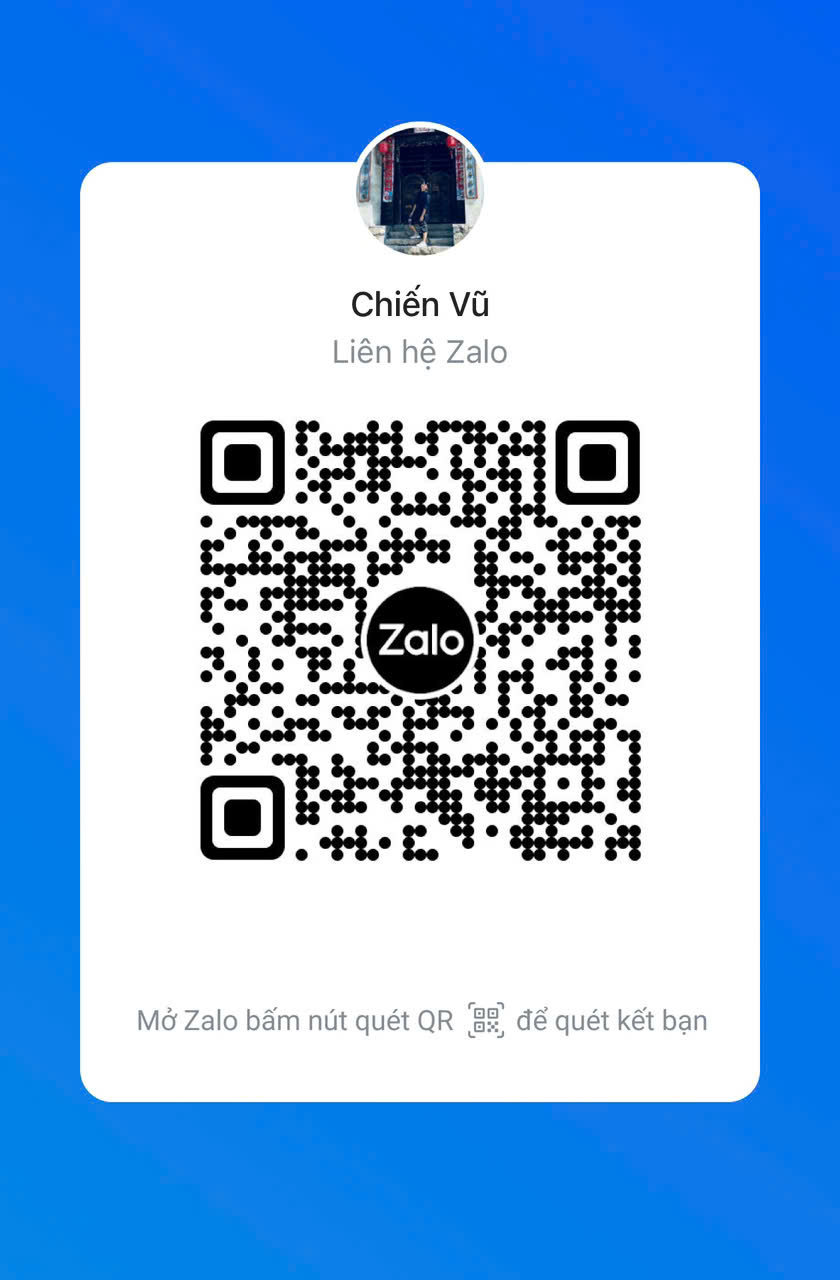 Chiến Vũ
Liên hệ Zalo
Zalo
Mở Zalo bấm nút quét QR để quét kết bạn